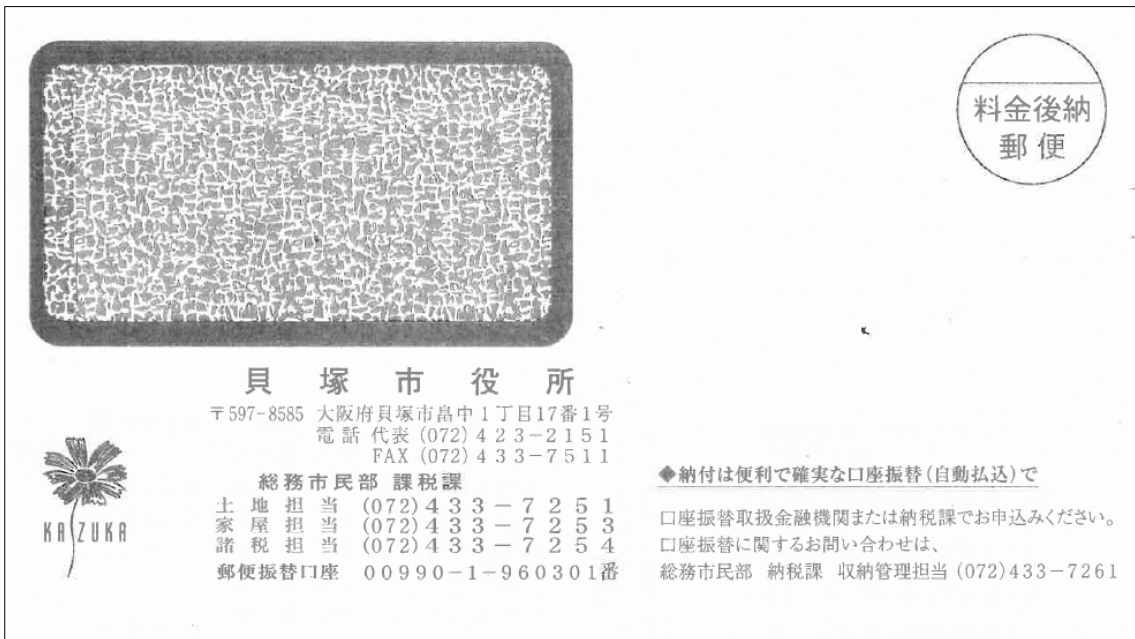 料金後納
郵便
貝塚市役所
〒597-8585 大阪府貝塚市畠中1丁目17番1号
電話 代表 (072) 423-2151
FAX (072) 433-7511
総務市民部 課税課
土地担当 (072) 433-7251
家屋担当 (072) 433-7253
諸税担当 (072) 433-7254
郵便振替口座 00990-1-960301番
KAIZUKA
◆納付は便利で確実な口座振替(自動払込)で
口座振替取扱金融機関または納税課でお申込みください。
口座振替に関するお問い合わせは、
総務市民部 納税課 収納管理担当 (072)433-7261